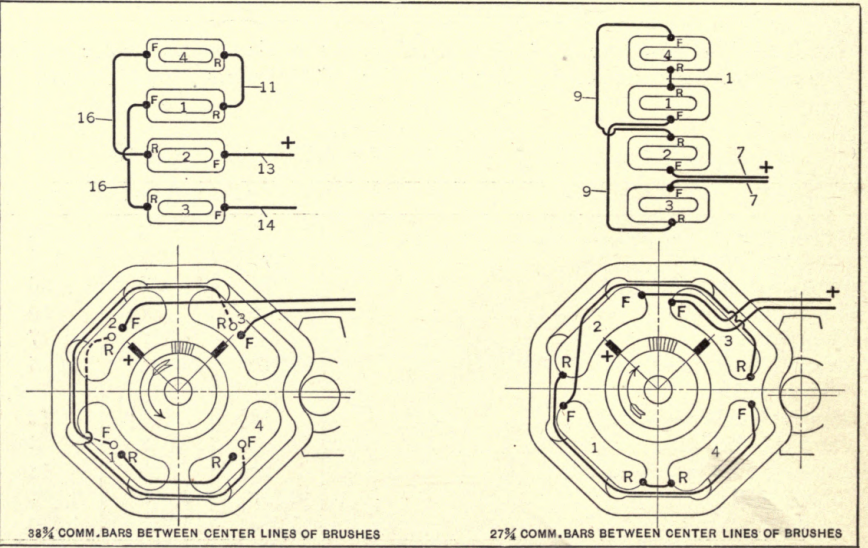 F 4 R
11
F 1 R
16
R 2 F
+
13
16
R 3 F
14
F
4
R
1
9
R
1
F
R
2
F
7
+
9
F
7
3
R
2 F
R
3
R
F
+
F
1 R
R
4
F
F
F
+
2
3
+
R
R
F
F
1
4
R R
38¾ COMM. BARS BETWEEN CENTER LINES OF BRUSHES
27¾ COMM. BARS BETWEEN CENTER LINES OF BRUSHES